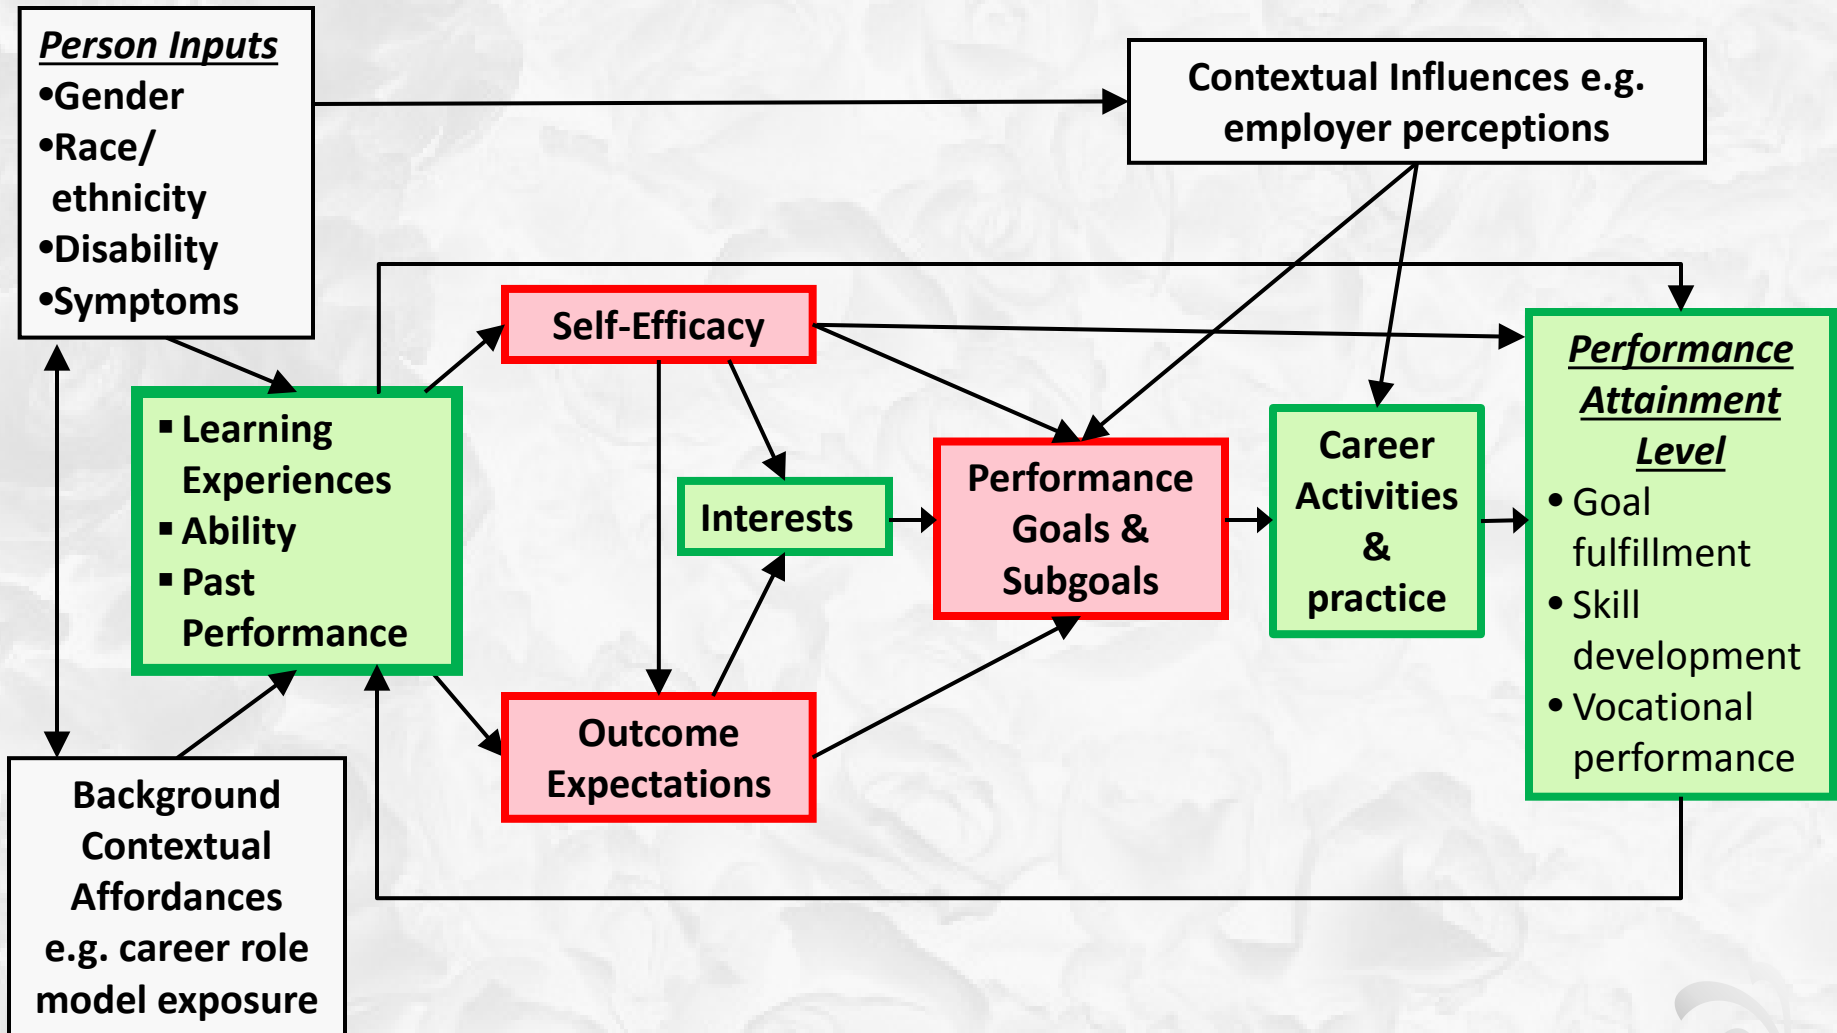 Person Inputs
•Gender
•Race/
ethnicity
•Disability
•Symptoms
Contextual Influences e.g.
employer perceptions
Self-Efficacy
▪ Learning
Experiences
▪ Ability
▪ Past
Performance
Interests
Performance
Goals &
Subgoals
Career
Activities
&
practice
Performance
Attainment
Level
• Goal
fulfillment
• Skill
development
• Vocational
performance
Outcome
Expectations
Background
Contextual
Affordances
e.g. career role
model exposure